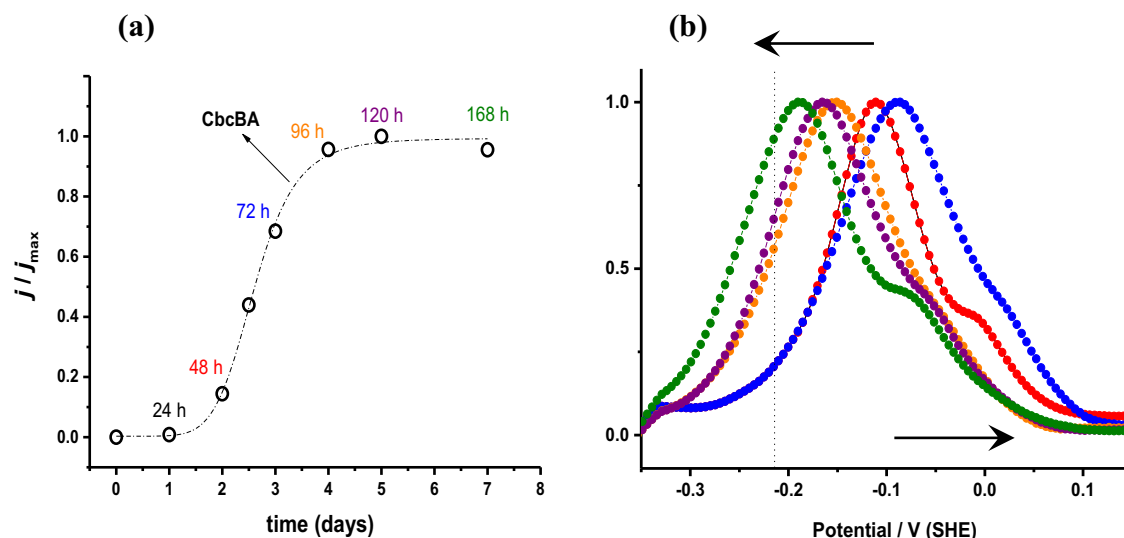 (a)
j / jmax
1.0
0.8
0.6
0.4
0.2
0.0
CbcBA
24 h
48 h
72 h
96 h
120 h
168 h
0 1 2 3 4 5 6 7 8
time (days)
(b)
1.0
0.5
0.0
-0.3 -0.2 -0.1 0.0 0.1
Potential / V (SHE)